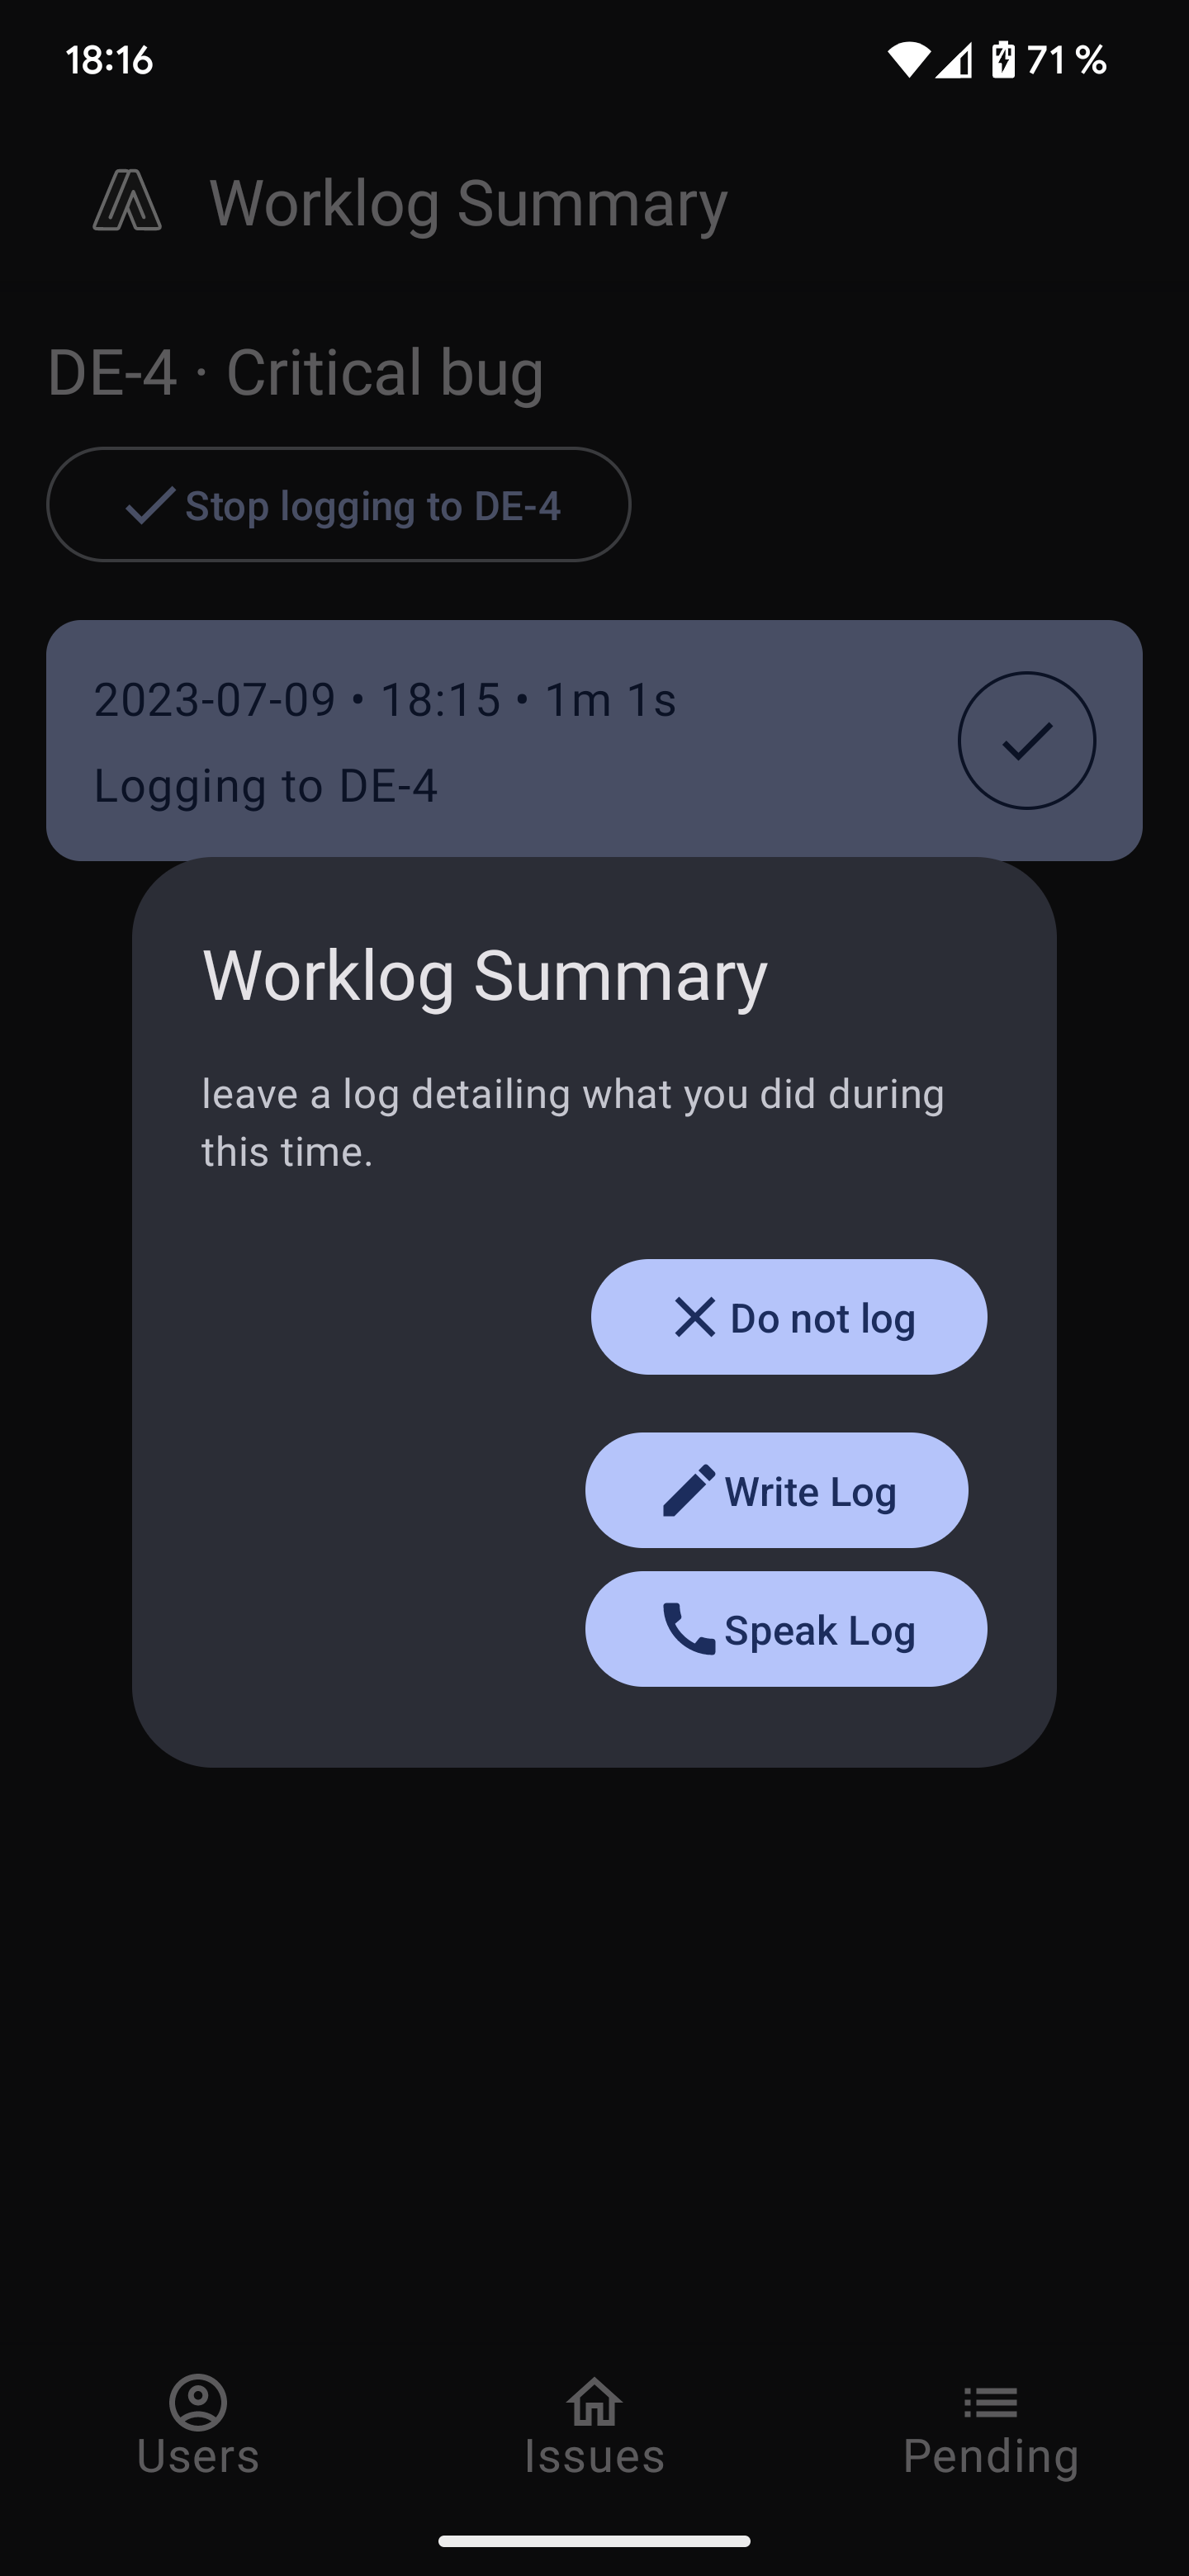 18:16
71 %
Worklog Summary
DE-4 · Critical bug
Stop logging to DE-4
2023-07-09 • 18:15 • 1m 1s
Logging to DE-4
Worklog Summary
leave a log detailing what you did during
this time.
Do not log
Write Log
Speak Log
Users
Issues
Pending